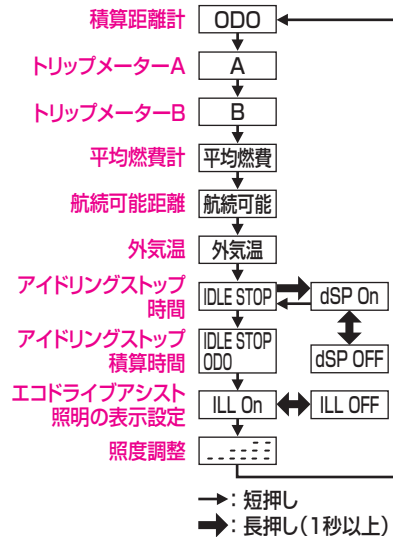 積算距離計 ODO
トリップメーターA A
トリップメーターB B
平均燃費計 平均燃費
航続可能距離 航続可能
外気温 外気温
アイドリングストップ
時間
IDLE STOP dSP On
dSP OFF
アイドリングストップ
積算時間
IDLE STOP
ODO
エコドライブアシスト
照明の表示設定
ILL On ILL OFF
照度調整
：短押し
：長押し（1秒以上）